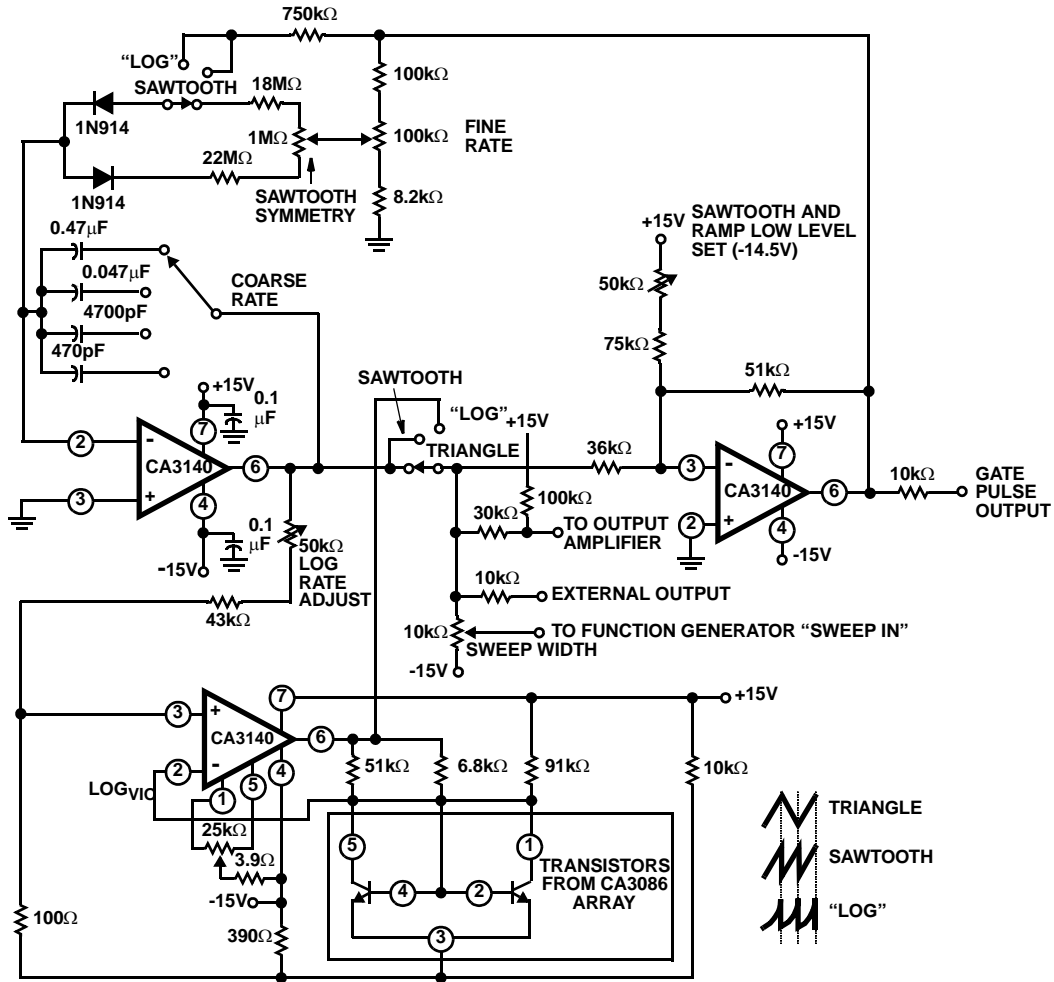 750kΩ
"LOG"
100kΩ
SAWTOOTH
18MΩ
1N914
1MΩ
100kΩ
FINE
RATE
22MΩ
1N914
SAWTOOTH
SYMMETRY
8.2kΩ
0.47μF
0.047μF
4700pF
470pF
COARSE
RATE
+15V
SAWTOOTH AND
RAMP LOW LEVEL
SET (-14.5V)
50kΩ
75kΩ
51kΩ
+15V
0.1
μF
7
2
-
CA3140
6
3
+
4
0.1
μF
-15V
SAWTOOTH
"LOG"
+15V
TRIANGLE
36kΩ
100kΩ
30kΩ
TO OUTPUT
AMPLIFIER
3
-
+15V
7
CA3140
6
2
+
4
-15V
10kΩ
GATE
PULSE
OUTPUT
50kΩ
LOG
RATE
ADJUST
43kΩ
10kΩ
EXTERNAL OUTPUT
10kΩ
TO FUNCTION GENERATOR "SWEEP IN"
SWEEP WIDTH
-15V
7
+15V
3
+
CA3140
6
2
-
4
5
1
LOGVIO
51kΩ
6.8kΩ
91kΩ
10kΩ
25kΩ
3.9Ω
-15V
100Ω
390Ω
5
1
4
2
3
TRANSISTORS
FROM CA3086
ARRAY
TRIANGLE
SAWTOOTH
"LOG"